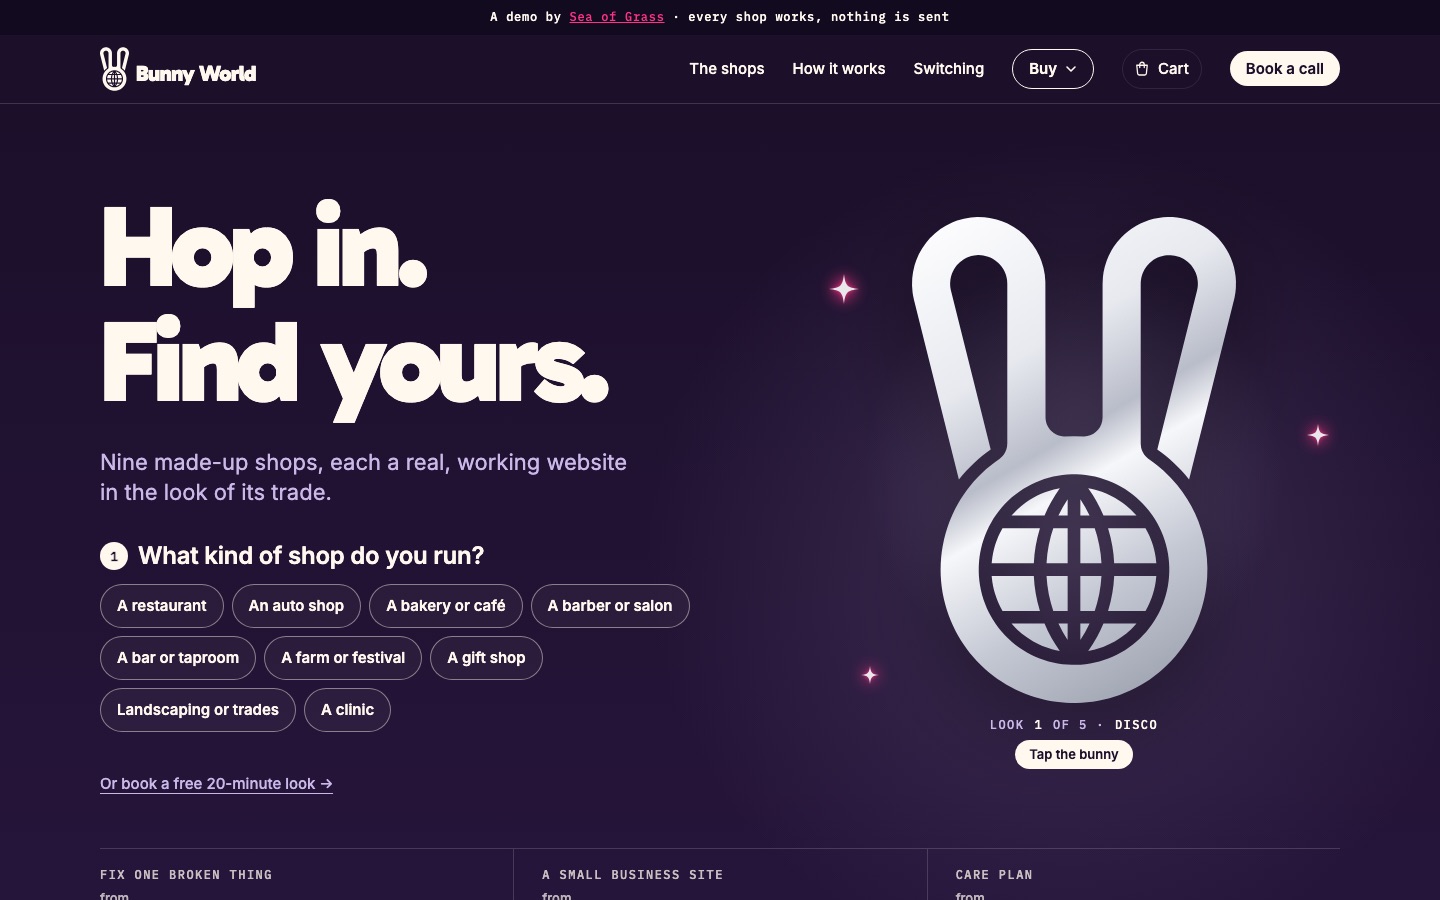 A demo by Sea of Grass · every shop works, nothing is sent
Bunny World
The shops
How it works
Switching
Buy
Cart
Book a call
Hop in.
Find yours.
Nine made-up shops, each a real, working website
in the look of its trade.
1 What kind of shop do you run?
A restaurant
An auto shop
A bakery or café
A barber or salon
A bar or taproom
A farm or festival
A gift shop
Landscaping or trades
A clinic
Or book a free 20-minute look →
LOOK 1 OF 5 · DISCO
Tap the bunny
FIX ONE BROKEN THING
from
A SMALL BUSINESS SITE
from
CARE PLAN
from